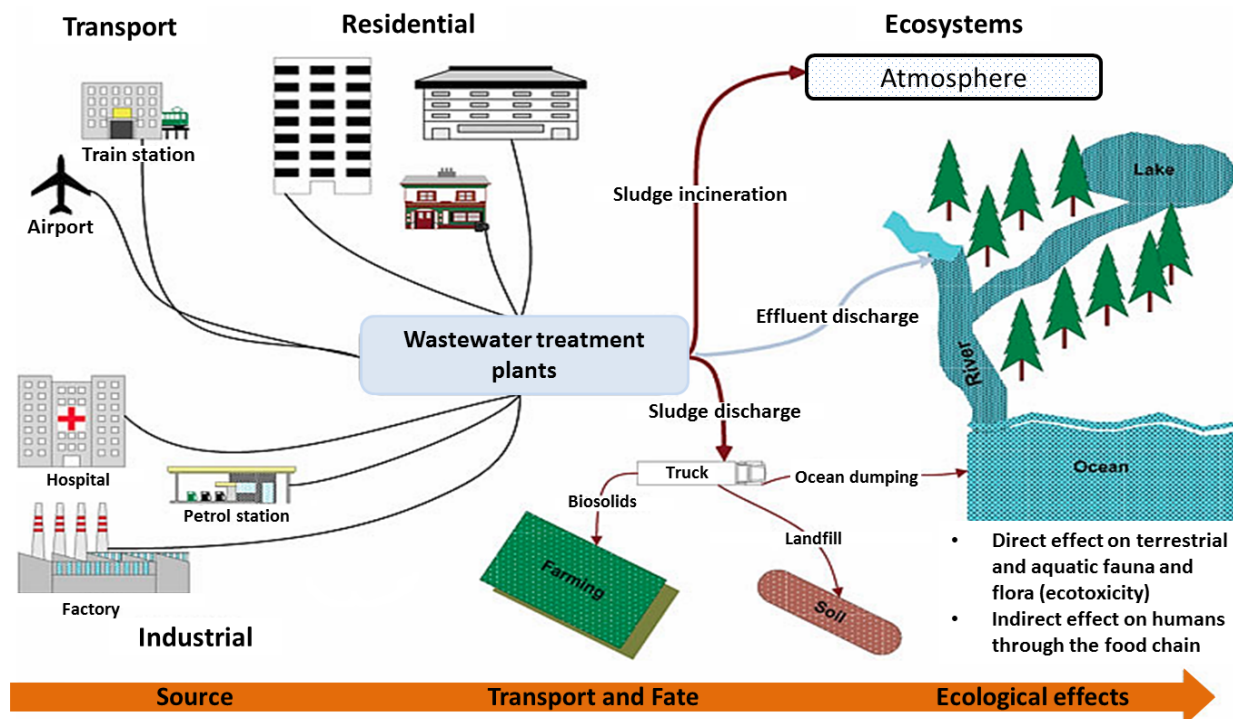 Transport
Residential
Ecosystems
Atmosphere
Train station
Airport
Sludge incineration
Lake
Effluent discharge
Wastewater treatment
plants
River
Sludge discharge
Hospital
Petrol station
Factory
Industrial
Truck
Ocean dumping
Ocean
Biosolids
Landfill
Farming
Soil
• Direct effect on terrestrial
and aquatic fauna and
flora (ecotoxicity)
• Indirect effect on humans
through the food chain
Source
Transport and Fate
Ecological effects